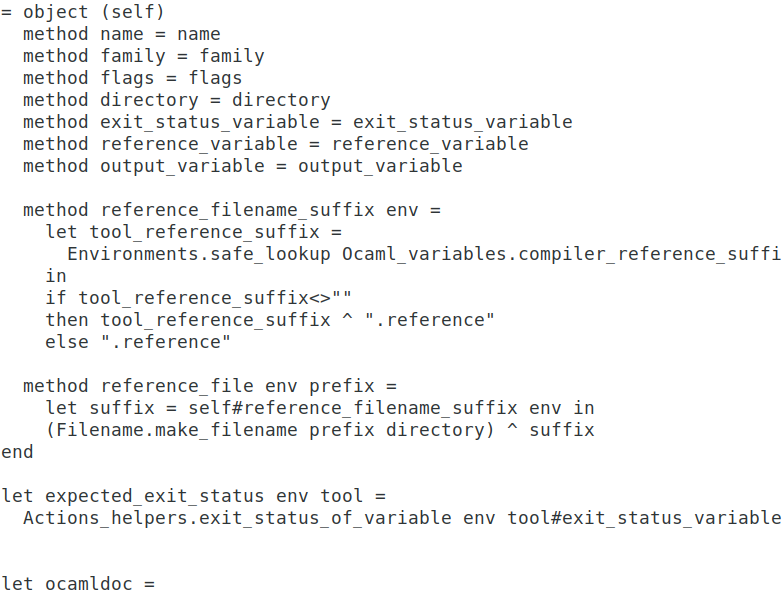 = object (self)
  method name = name
  method family = family
  method flags = flags
  method directory = directory
  method exit_status_variable = exit_status_variable
  method reference_variable = reference_variable
  method output_variable = output_variable

  method reference_filename_suffix env =
    let tool_reference_suffix =
      Environments.safe_lookup Ocaml_variables.compiler_reference_suffi
    in
    if tool_reference_suffix<>""
    then tool_reference_suffix ^ ".reference"
    else ".reference"

  method reference_file env prefix =
    let suffix = self#reference_filename_suffix env in
    (Filename.make_filename prefix directory) ^ suffix
end

let expected_exit_status env tool =
  Actions_helpers.exit_status_of_variable env tool#exit_status_variable


let ocamldoc =